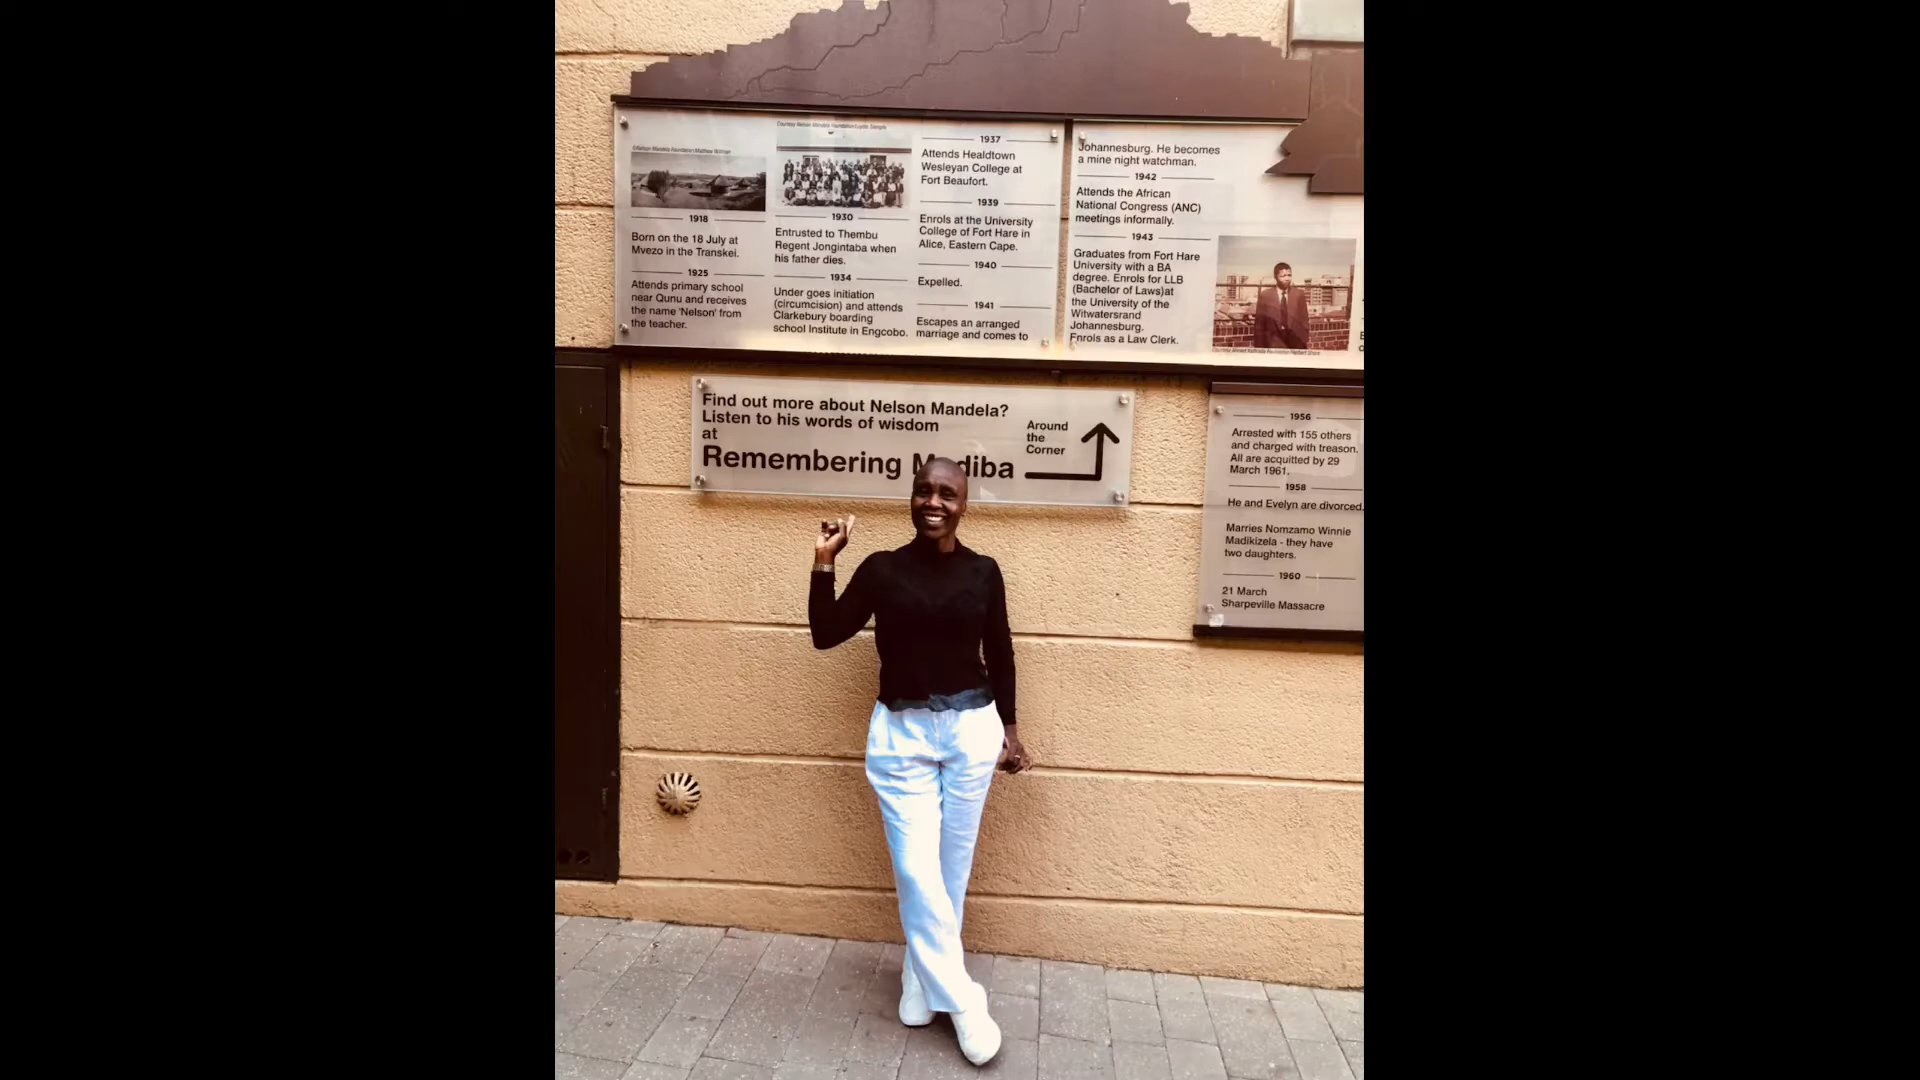 ©Nelson Mandela Foundation/Matthew Willman
1918
Born on the 18 July at
Mvezo in the Transkei.
1925
Attends primary school
near Qunu and receives
the name 'Nelson' from
the teacher.
Courtesy Nelson Mandela Foundation/
1930
Entrusted to Thembu
Regent Jongintaba when
his father dies.
1934
Under goes initiation
(circumcision) and attends
Clarkebury boarding
school Institute in Engcobo.
1937
Attends Healdtown
Wesleyan College at
Fort Beaufort.
1939
Enrols at the University
College of Fort Hare in
Alice, Eastern Cape.
1940
Expelled.
1941
Escapes an arranged
marriage and comes to
Johannesburg. He becomes
a mine night watchman.
1942
Attends the African
National Congress (ANC)
meetings informally.
1943
Graduates from Fort Hare
University with a BA
degree. Enrols for LLB
(Bachelor of Laws)at
the University of the
Witwatersrand
Johannesburg.
Enrols as a Law Clerk.
Find out more about Nelson Mandela?
Listen to his words of wisdom
at
Remembering
Around
the
Corner
1956
Arrested with 155 others
and charged with treason.
All are acquitted by 29
March 1961.
1958
He and Evelyn are divorced.
Marries Nomzamo Winnie
Madikizela - they have
two daughters.
1960
21 March
Sharpeville Massacre